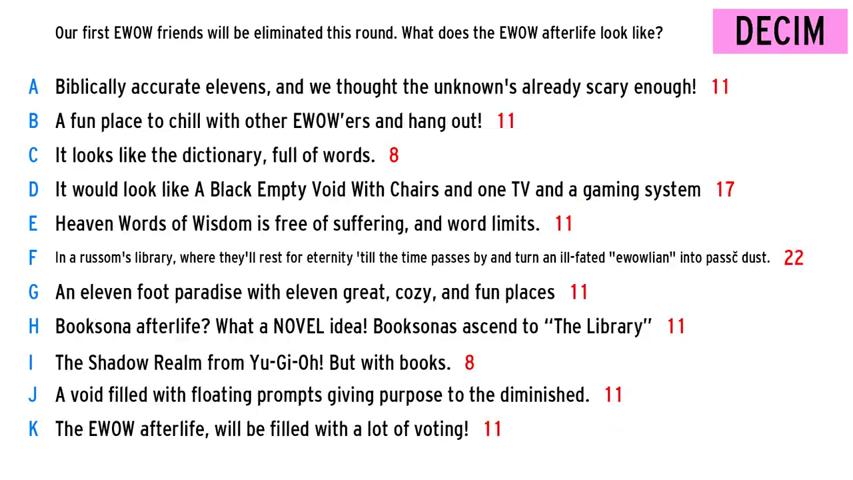 Our first EWOW friends will be eliminated this round. What does the EWOW afterlife look like?
DECIM
A Biblically accurate elevens, and we thought the unknown's already scary enough! 11
B A fun place to chill with other EWOW'ers and hang out! 11
C It looks like the dictionary, full of words. 8
D It would look like A Black Empty Void With Chairs and one TV and a gaming system 17
E Heaven Words of Wisdom is free of suffering, and word limits. 11
F In a russom's library, where they'll rest for eternity 'till the time passes by and turn an ill-fated "ewowlian" into passč dust. 22
G An eleven foot paradise with eleven great, cozy, and fun places 11
H Booksona afterlife? What a NOVEL idea! Booksonas ascend to “The Library” 11
I The Shadow Realm from Yu-Gi-Oh! But with books. 8
J A void filled with floating prompts giving purpose to the diminished. 11
K The EWOW afterlife, will be filled with a lot of voting! 11